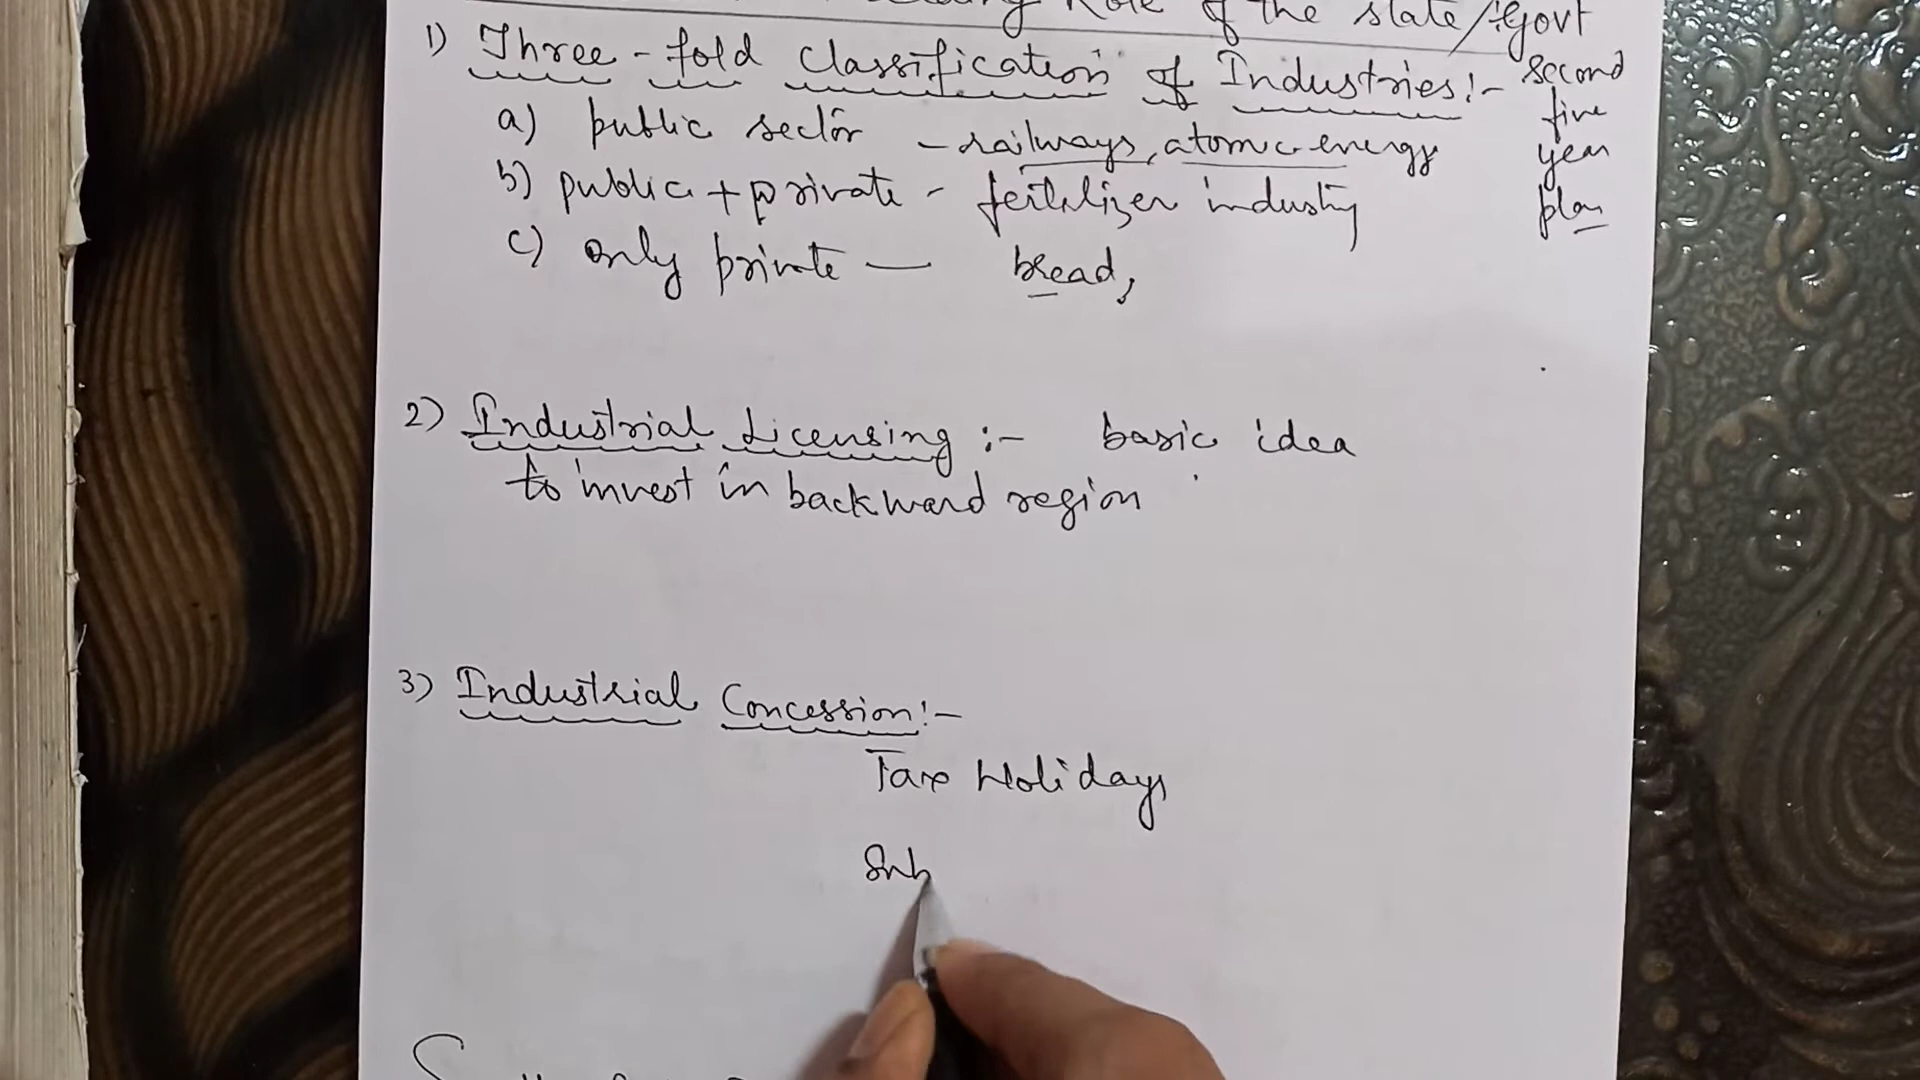 Role of the state/Govt
1) Three-fold Classification of Industries:- second
five
a) public sector - railways, atomic energy
year
b) public + private - fertilizer industry
plan
c) only private — bread,
2) Industrial Licensing :- basic idea
to invest in backward region
3) Industrial Concession:-
Tax Holidays
Sub